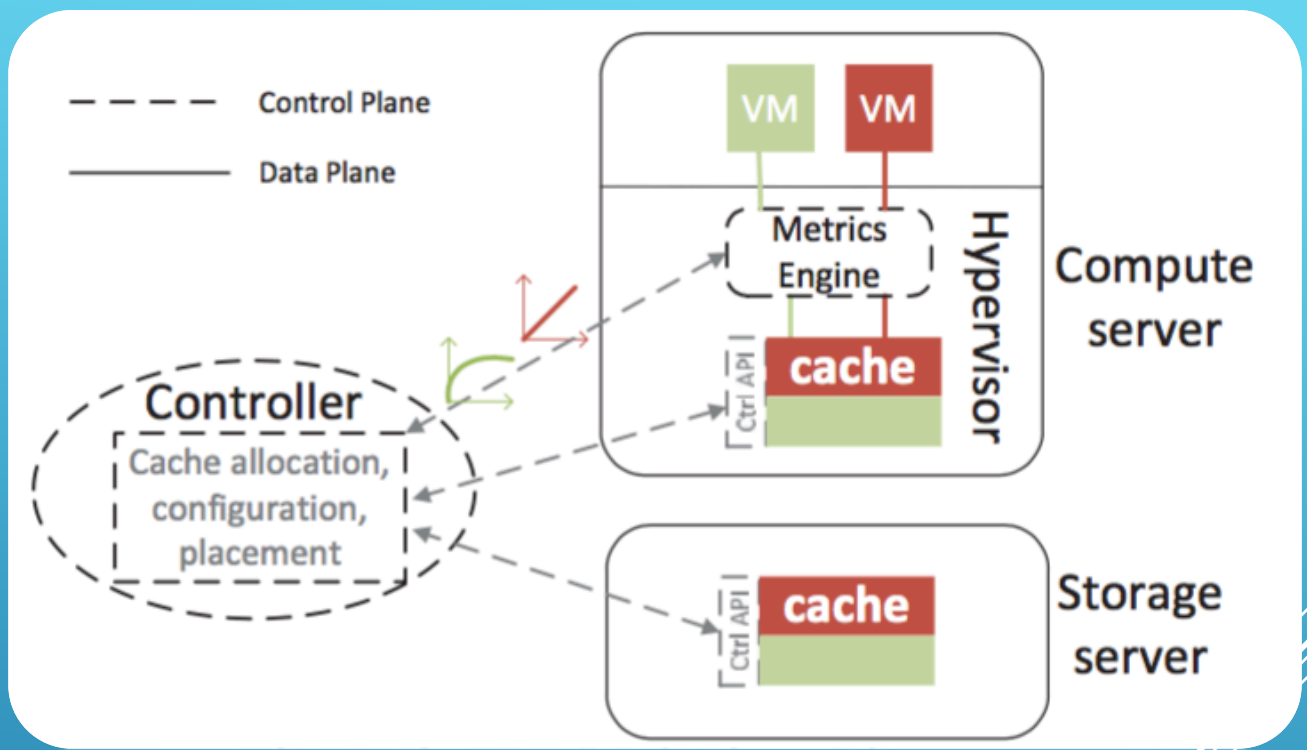 Control Plane
Data Plane
VM
VM
Metrics
Engine
Hypervisor
Compute
server
Ctrl API
cache
Controller
Cache allocation,
configuration,
placement
Ctrl API
cache
Storage
server